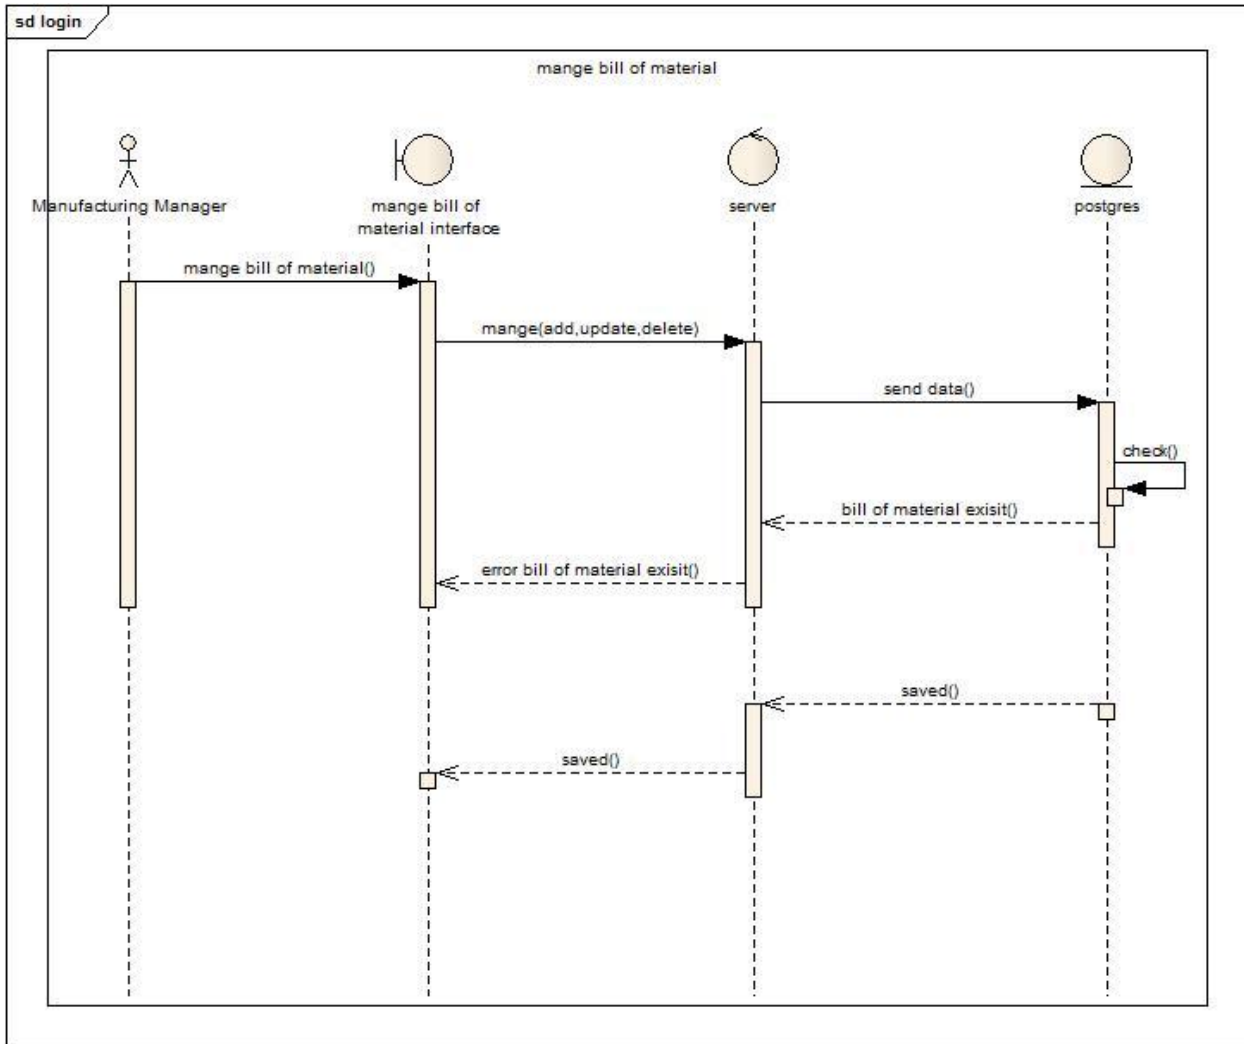 sd login
mange bill of material
Manufacturing Manager
mange bill of
material interface
server
postgres
mange bill of material()
mange(add,update,delete)
send data()
check()
bill of material exisit()
error bill of material exisit()
saved()
saved()